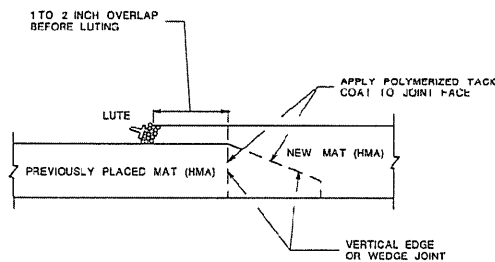 1 TO 2 INCH OVERLAP
BEFORE LUTING
APPLY POLYMERIZED TACK
COAT TO JOINT FACE
LUTE
NEW MAT (HMA)
PREVIOUSLY PLACED MAT (HMA)
VERTICAL EDGE
OR WEDGE JOINT